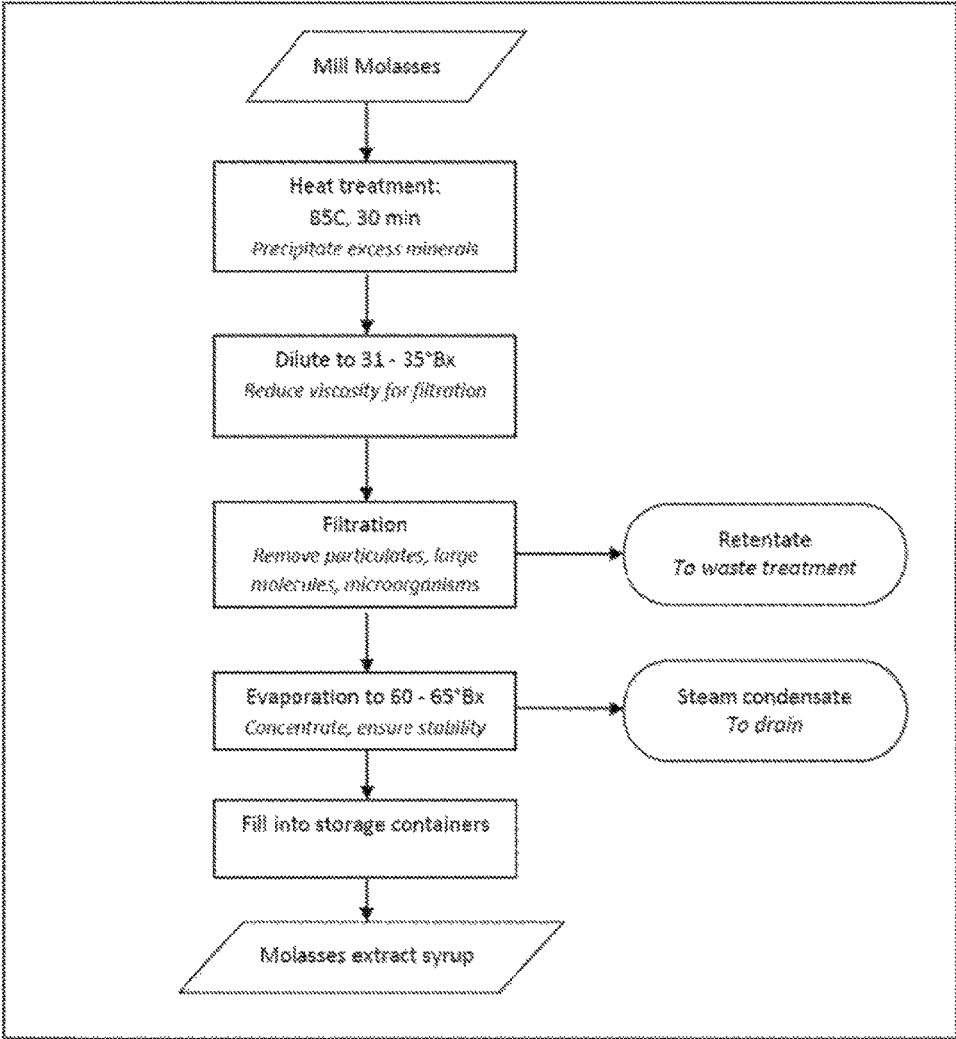 Mill Molasses
Heat treatment:
85C, 30 min
Precipitate excess minerals
Dilute to 31 - 35°Bx
Reduce viscosity for filtration
Filtration
Remove particulates, large
molecules, microorganisms
Retentate
To waste treatment
Evaporation to 60 - 65°Bx
Concentrate, ensure stability
Steam condensate
To drain
Fill into storage containers
Molasses extract syrup